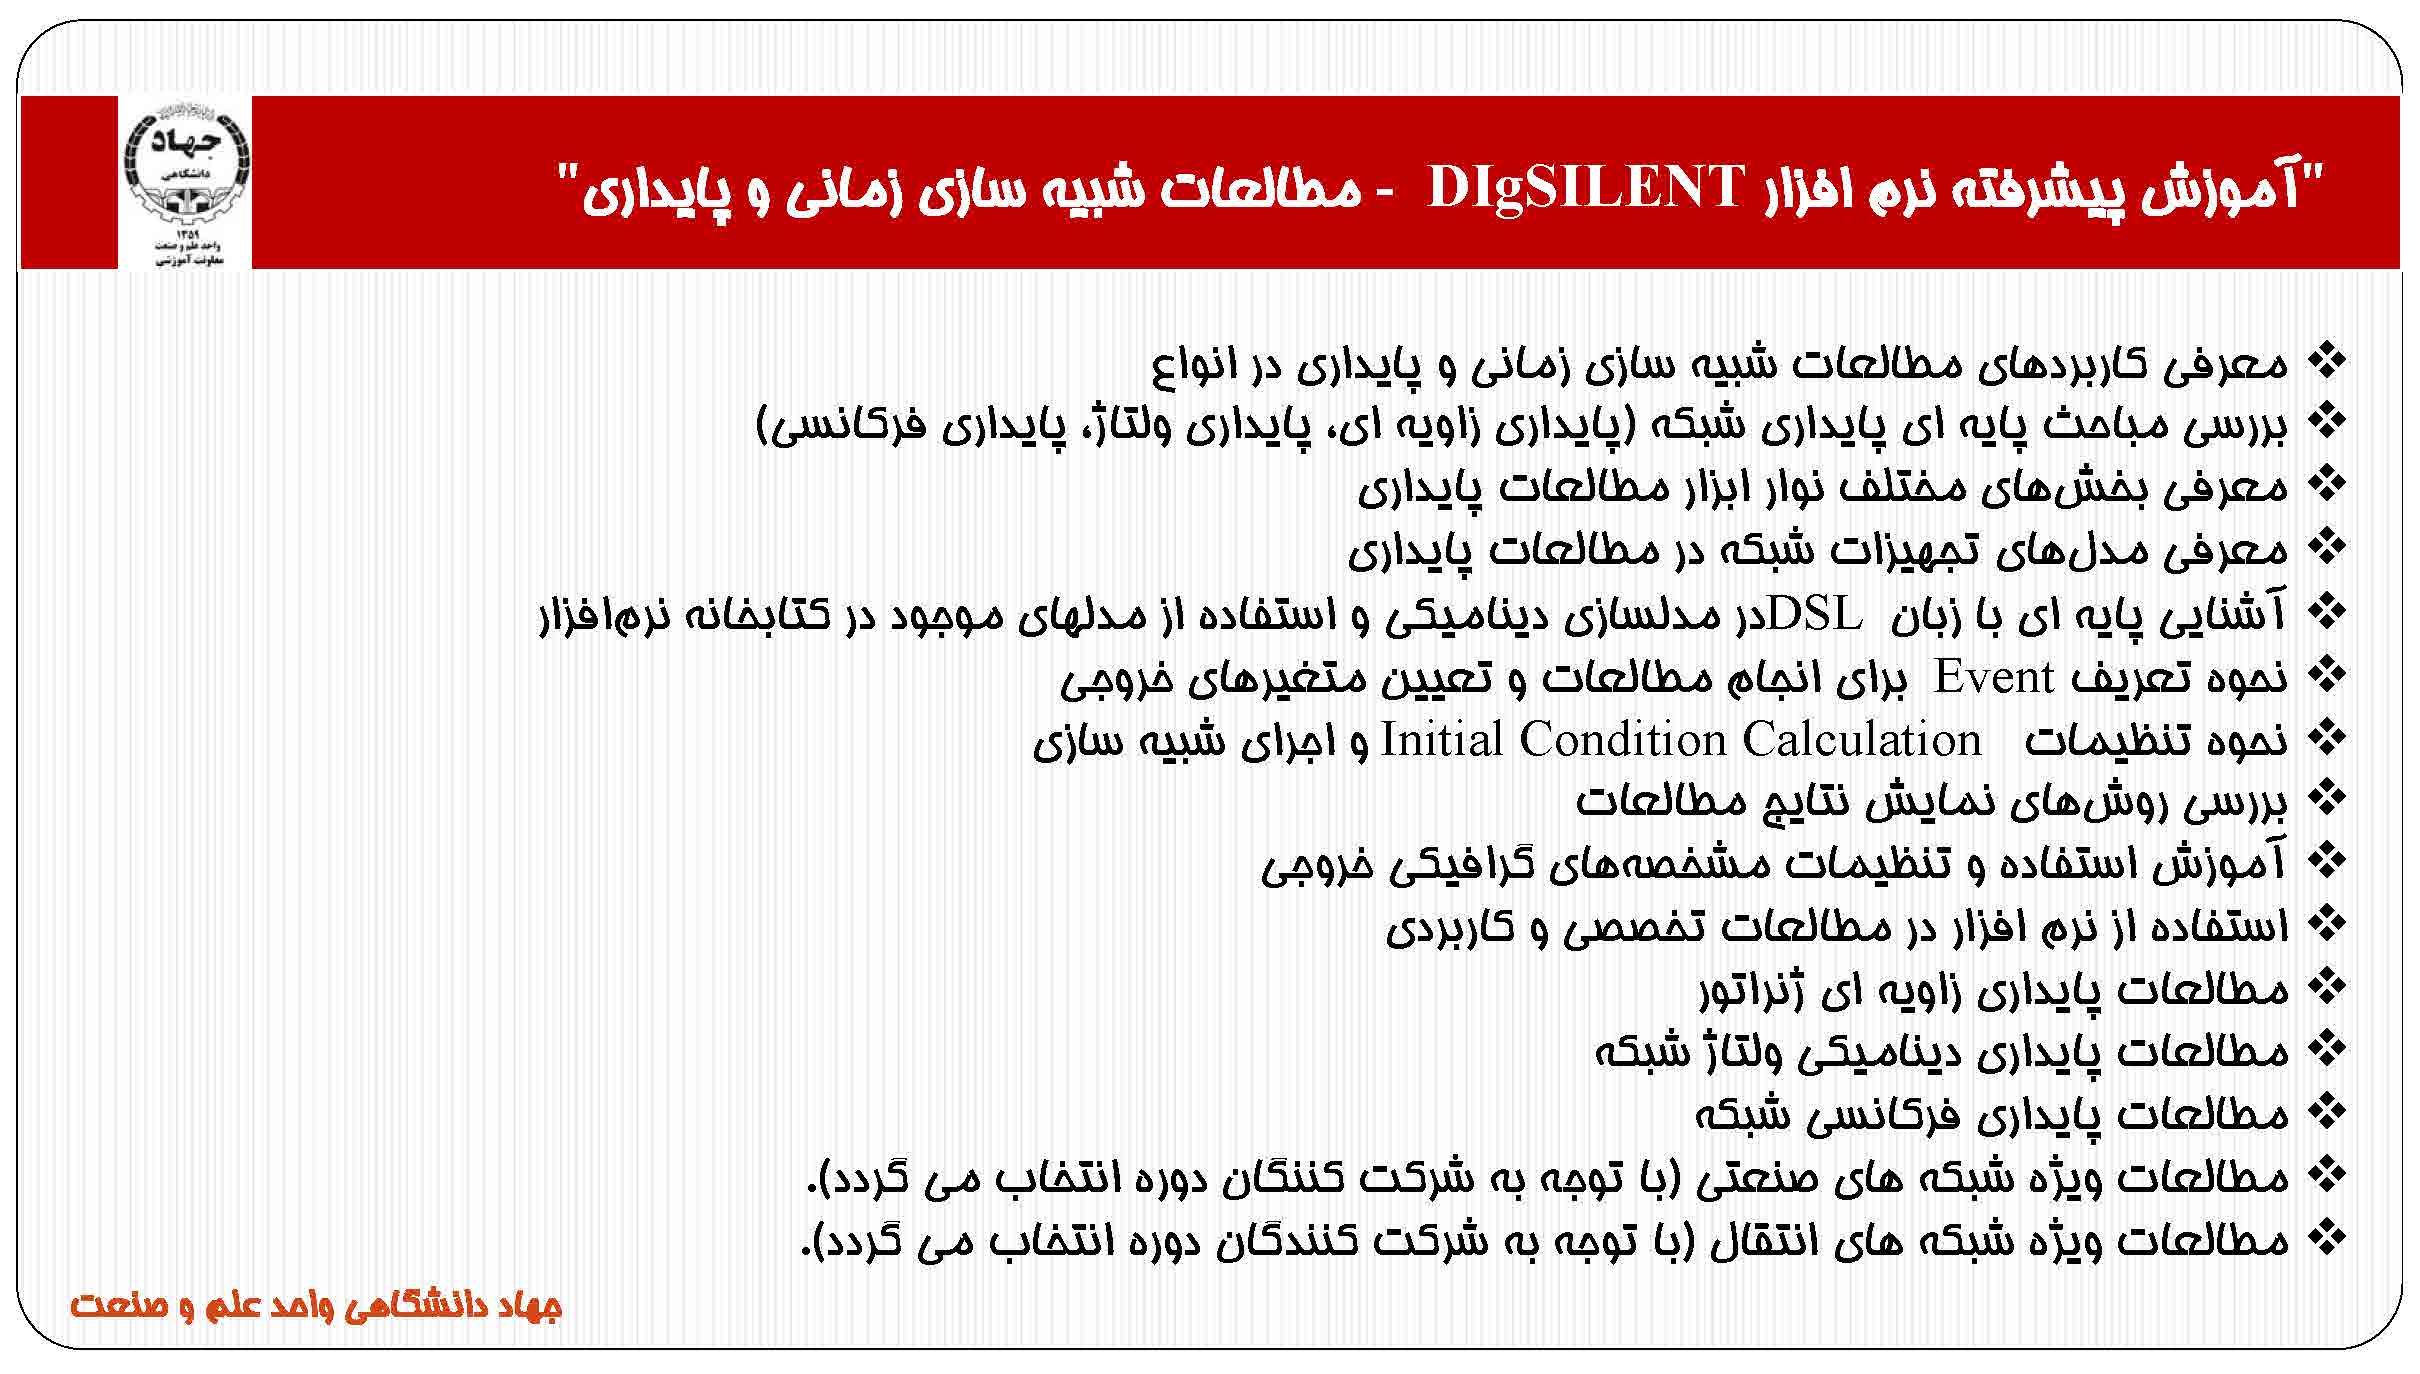 "آموزش پیشرفته نرم افزار DIgSILENT - مطالعات شبیه سازی زمانی و پایداری"
جهاد
دانشگاهی
۱۳۵۹
واحد علم و صنعت
معاونت آموزشی
❖ معرفی کاربردهای مطالعات شبیه سازی زمانی و پایداری در انواع
❖ بررسی مباحث پایه ای پایداری شبکه (پایداری زاویه ای، پایداری ولتاژ، پایداری فرکانسی)
❖ معرفی بخش‌های مختلف نوار ابزار مطالعات پایداری
❖ معرفی مدل‌های تجهیزات شبکه در مطالعات پایداری
❖ آشنایی پایه ای با زبان DSLدر مدلسازی دینامیکی و استفاده از مدلهای موجود در کتابخانه نرم‌افزار
❖ نحوه تعریف Event برای انجام مطالعات و تعیین متغیرهای خروجی
❖ نحوه تنظیمات Initial Condition Calculation و اجرای شبیه سازی
❖ بررسی روش‌های نمایش نتایج مطالعات
❖ آموزش استفاده و تنظیمات مشخصه‌های گرافیکی خروجی
❖ استفاده از نرم افزار در مطالعات تخصصی و کاربردی
❖ مطالعات پایداری زاویه ای ژنراتور
❖ مطالعات پایداری دینامیکی ولتاژ شبکه
❖ مطالعات پایداری فرکانسی شبکه
❖ مطالعات ویژه شبکه های صنعتی (با توجه به شرکت کننگان دوره انتخاب می گردد).
❖ مطالعات ویژه شبکه های انتقال (با توجه به شرکت کنندگان دوره انتخاب می گردد).
جهاد دانشگاهی واحد علم و صنعت